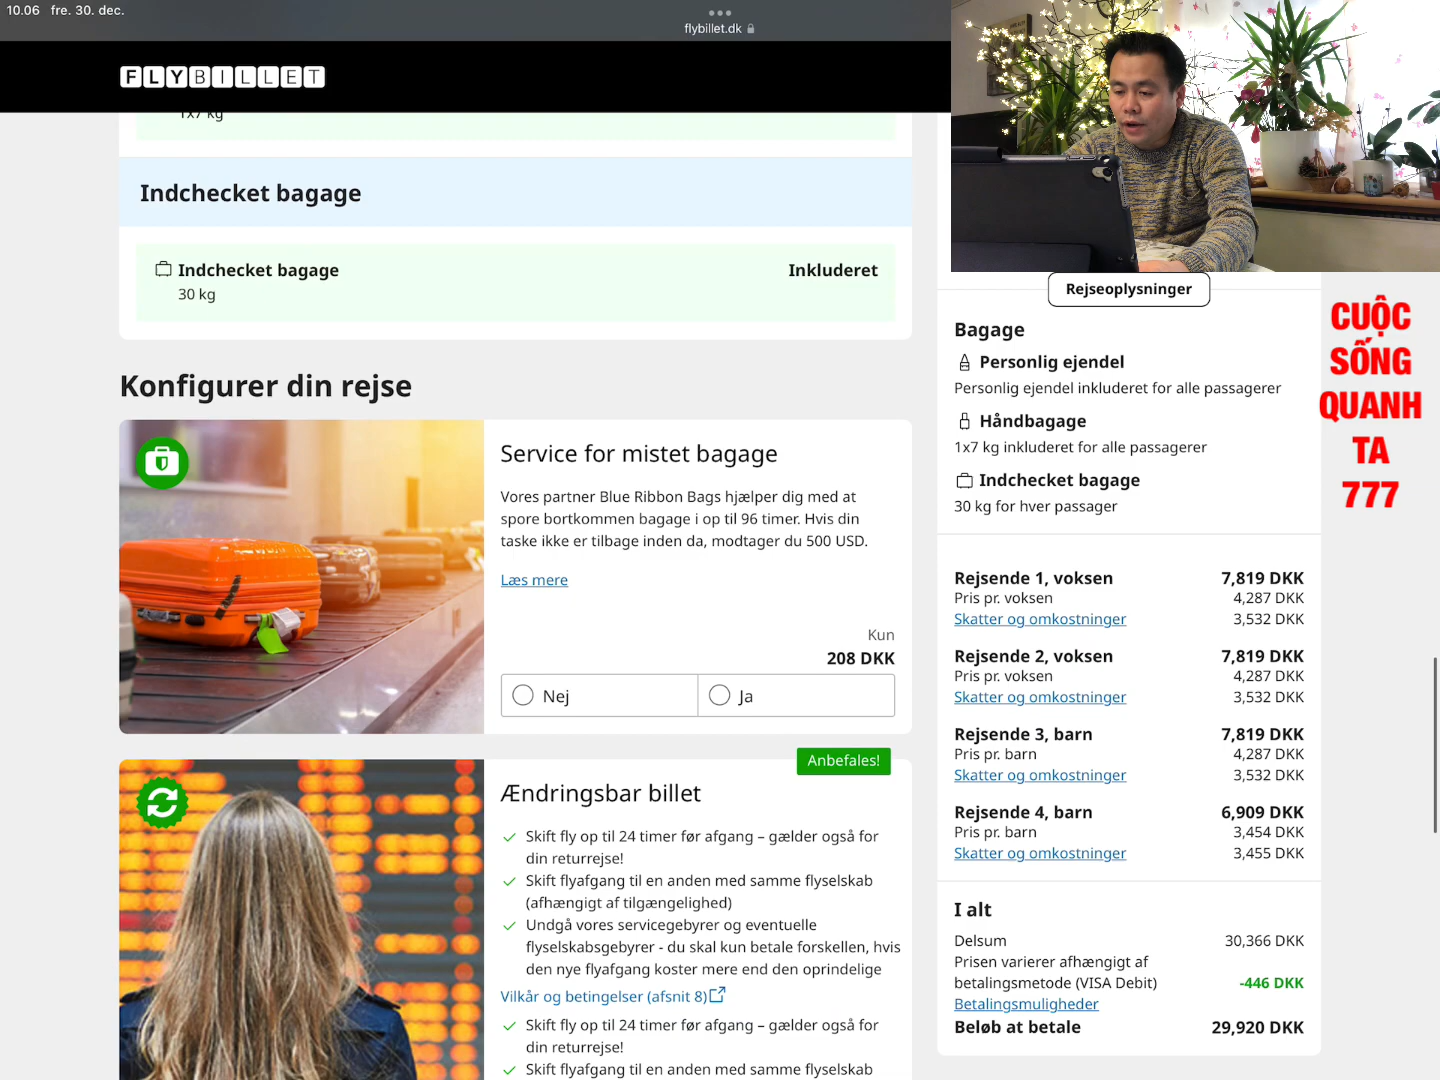 10.06 fre. 30. dec.
flybillet.dk
FLYBILLET
1x7 kg
Indchecket bagage
Indchecket bagage
Inkluderet
30 kg
Konfigurer din rejse
Service for mistet bagage
Vores partner Blue Ribbon Bags hjælper dig med at
spore bortkommen bagage i op til 96 timer. Hvis din
taske ikke er tilbage inden da, modtager du 500 USD.
Læs mere
Kun
208 DKK
Nej
Ja
Anbefales!
Ændringsbar billet
Skift fly op til 24 timer før afgang – gælder også for
din returrejse!
Skift flyafgang til en anden med samme flyselskab
(afhængigt af tilgængelighed)
Undgå vores servicegebyrer og eventuelle
flyselskabsgebyrer - du skal kun betale forskellen, hvis
den nye flyafgang koster mere end den oprindelige
Vilkår og betingelser (afsnit 8)
Skift fly op til 24 timer før afgang – gælder også for
din returrejse!
Skift flyafgang til en anden med samme flyselskab
Rejseoplysninger
Bagage
Personlig ejendel
Personlig ejendel inkluderet for alle passagerer
Håndbagage
1x7 kg inkluderet for alle passagerer
Indchecket bagage
30 kg for hver passager
Rejsende 1, voksen 7,819 DKK
Pris pr. voksen 4,287 DKK
Skatter og omkostninger 3,532 DKK
Rejsende 2, voksen 7,819 DKK
Pris pr. voksen 4,287 DKK
Skatter og omkostninger 3,532 DKK
Rejsende 3, barn 7,819 DKK
Pris pr. barn 4,287 DKK
Skatter og omkostninger 3,532 DKK
Rejsende 4, barn 6,909 DKK
Pris pr. barn 3,454 DKK
Skatter og omkostninger 3,455 DKK
I alt
Delsum 30,366 DKK
Prisen varierer afhængigt af
betalingsmetode (VISA Debit) -446 DKK
Betalingsmuligheder
Beløb at betale 29,920 DKK
CUỘC
SỐNG
QUANH
TA
777